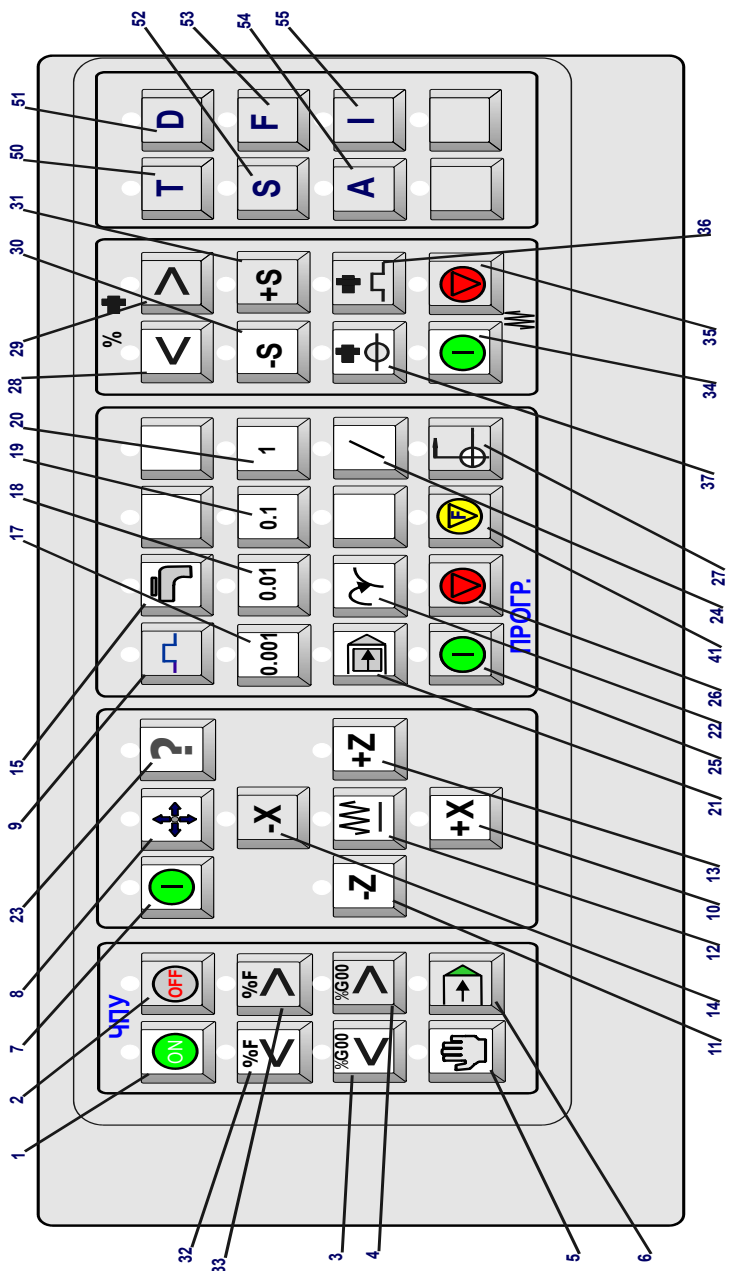 1 2 7 8 23 9 15 17 18 19 20 28 29 30 31 50 51
52
53
54
55
ЧПУ %
ON OFF I ? < > T D
%F %F
< > -X 0.001 0.01 0.1 1 -S +S S F
%G00 %G00
< > -Z +Z A I
+X I F I
ПРОГР.
32
33
3
4
5
6
11 14 12 10 13 21 25 22 26 41 24 27 37 34 35 36